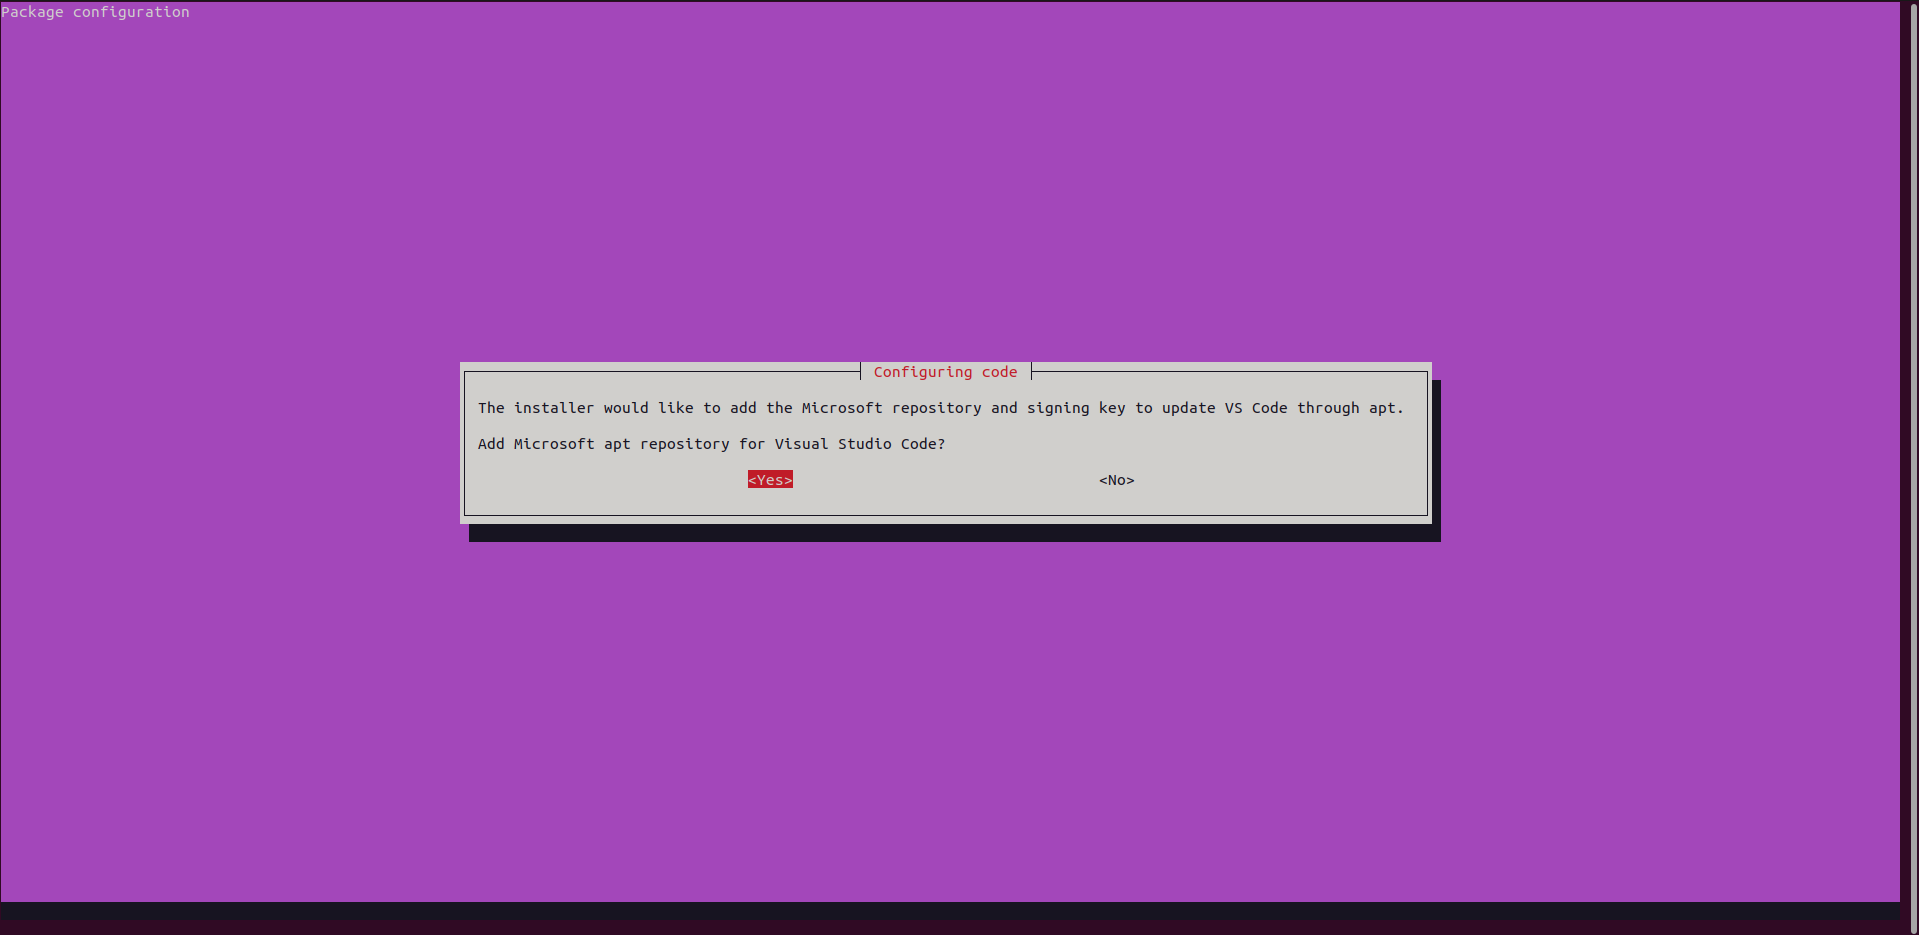 Package configuration
Configuring code
The installer would like to add the Microsoft repository and signing key to update VS Code through apt.
Add Microsoft apt repository for Visual Studio Code?
<Yes> <No>